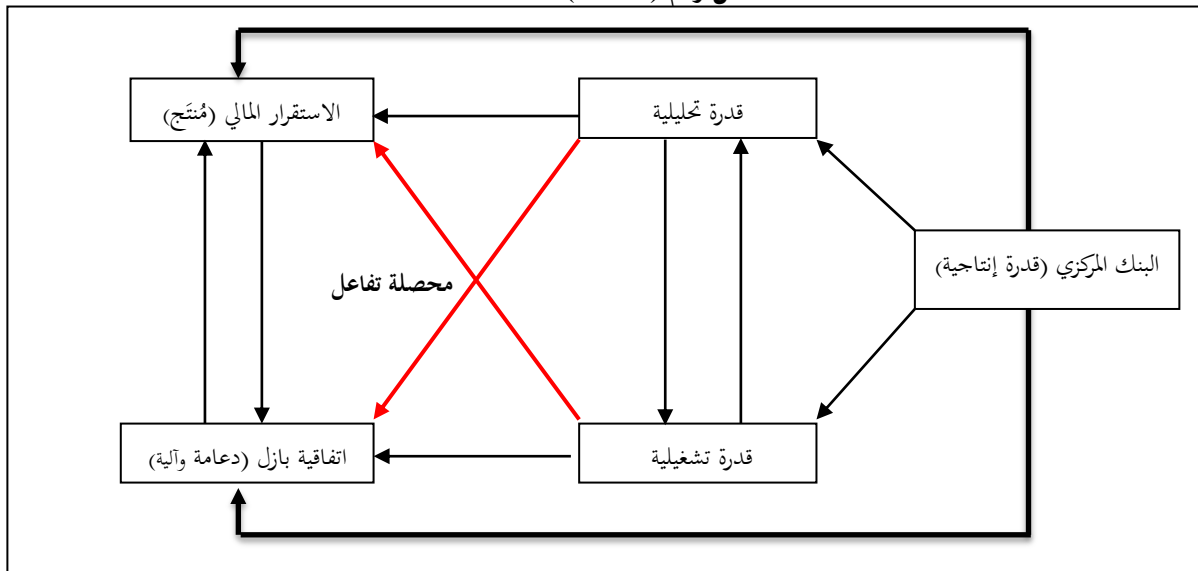 الاستقرار المالي (مُنتَج)
قدرة تحليلية
البنك المركزي (قدرة إنتاجية)
محصلة تفاعل
اتفاقية بازل (دعامة وآلية)
قدرة تشغيلية